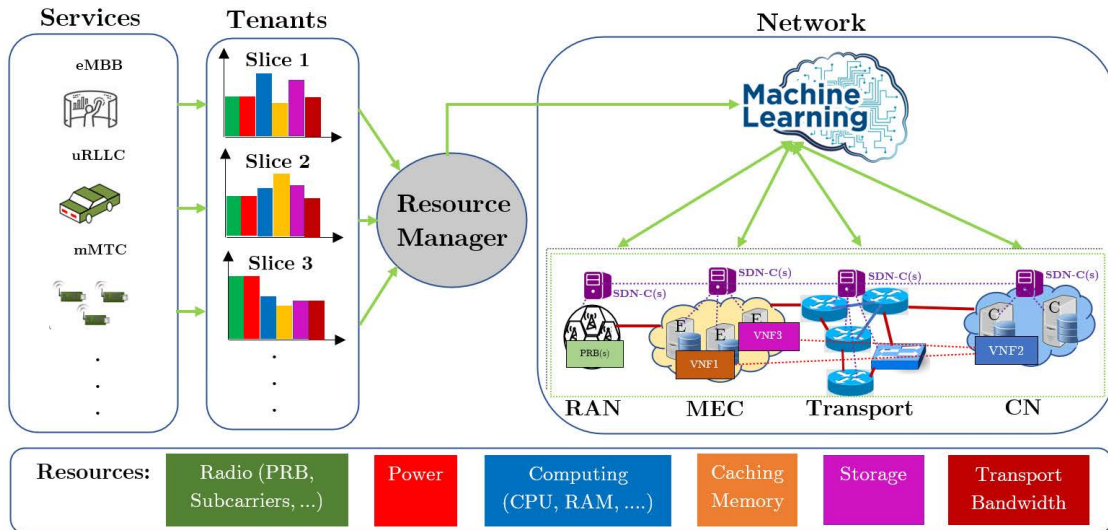 Services
Tenants
Network
eMBB
uRLLC
mMTC
.
.
.
Slice 1
Slice 2
Slice 3
.
.
.
Resource
Manager
Machine
Learning
SDN-C(s)
SDN-C(s)
SDN-C(s)
SDN-C(s)
E
E
E
C
C
PRB(s)
VNF1
VNF3
VNF2
RAN
MEC
Transport
CN
Resources:
Radio (PRB,
Subcarriers, ...)
Power
Computing
(CPU, RAM, ....)
Caching
Memory
Storage
Transport
Bandwidth